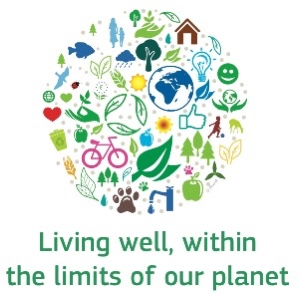 Living well, within
the limits of our planet